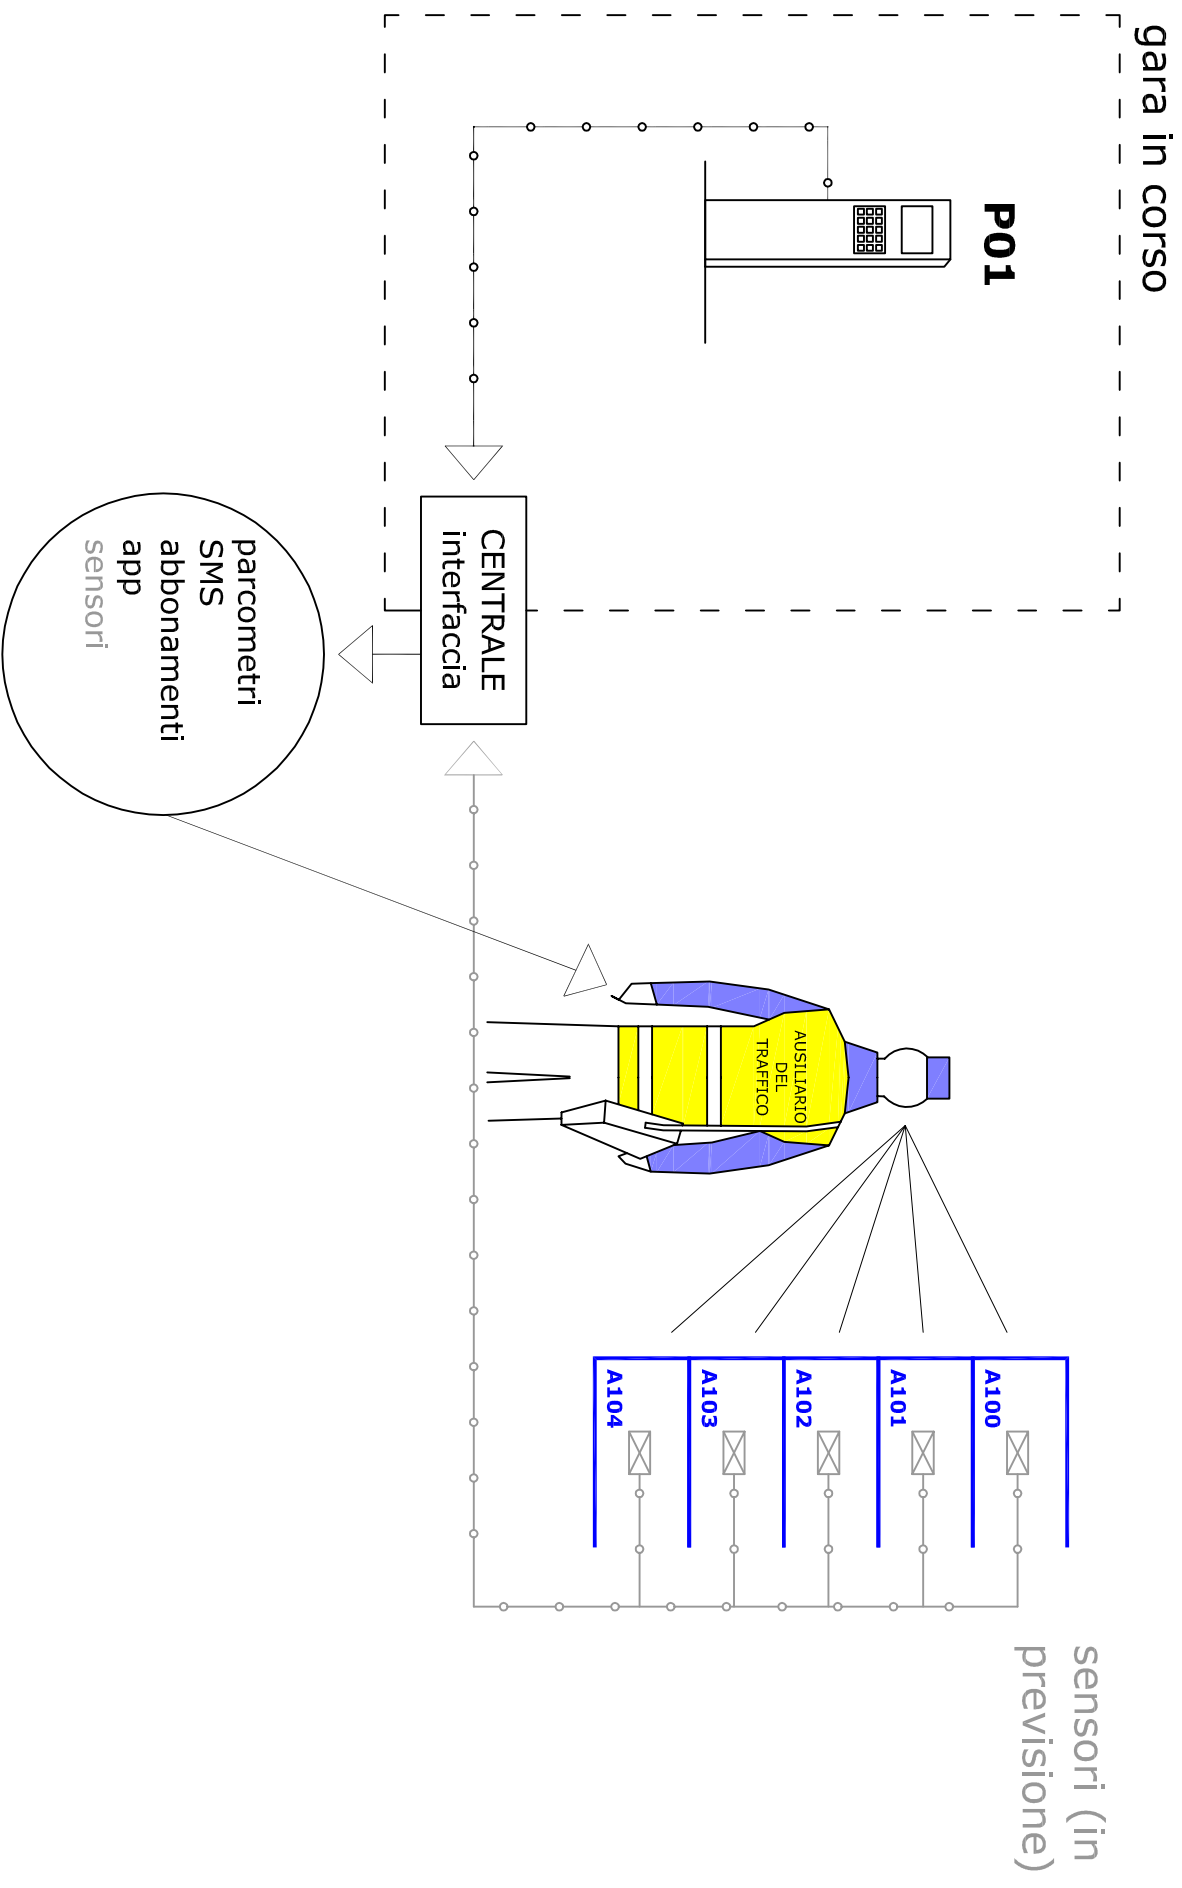 gara in corso
P01
CENTRALE
interfaccia
parcometri
SMS
abbonamenti
app
sensori
AUSILIARIO
DEL
TRAFFICO
A100
A101
A102
A103
A104
sensori (in
previsione)